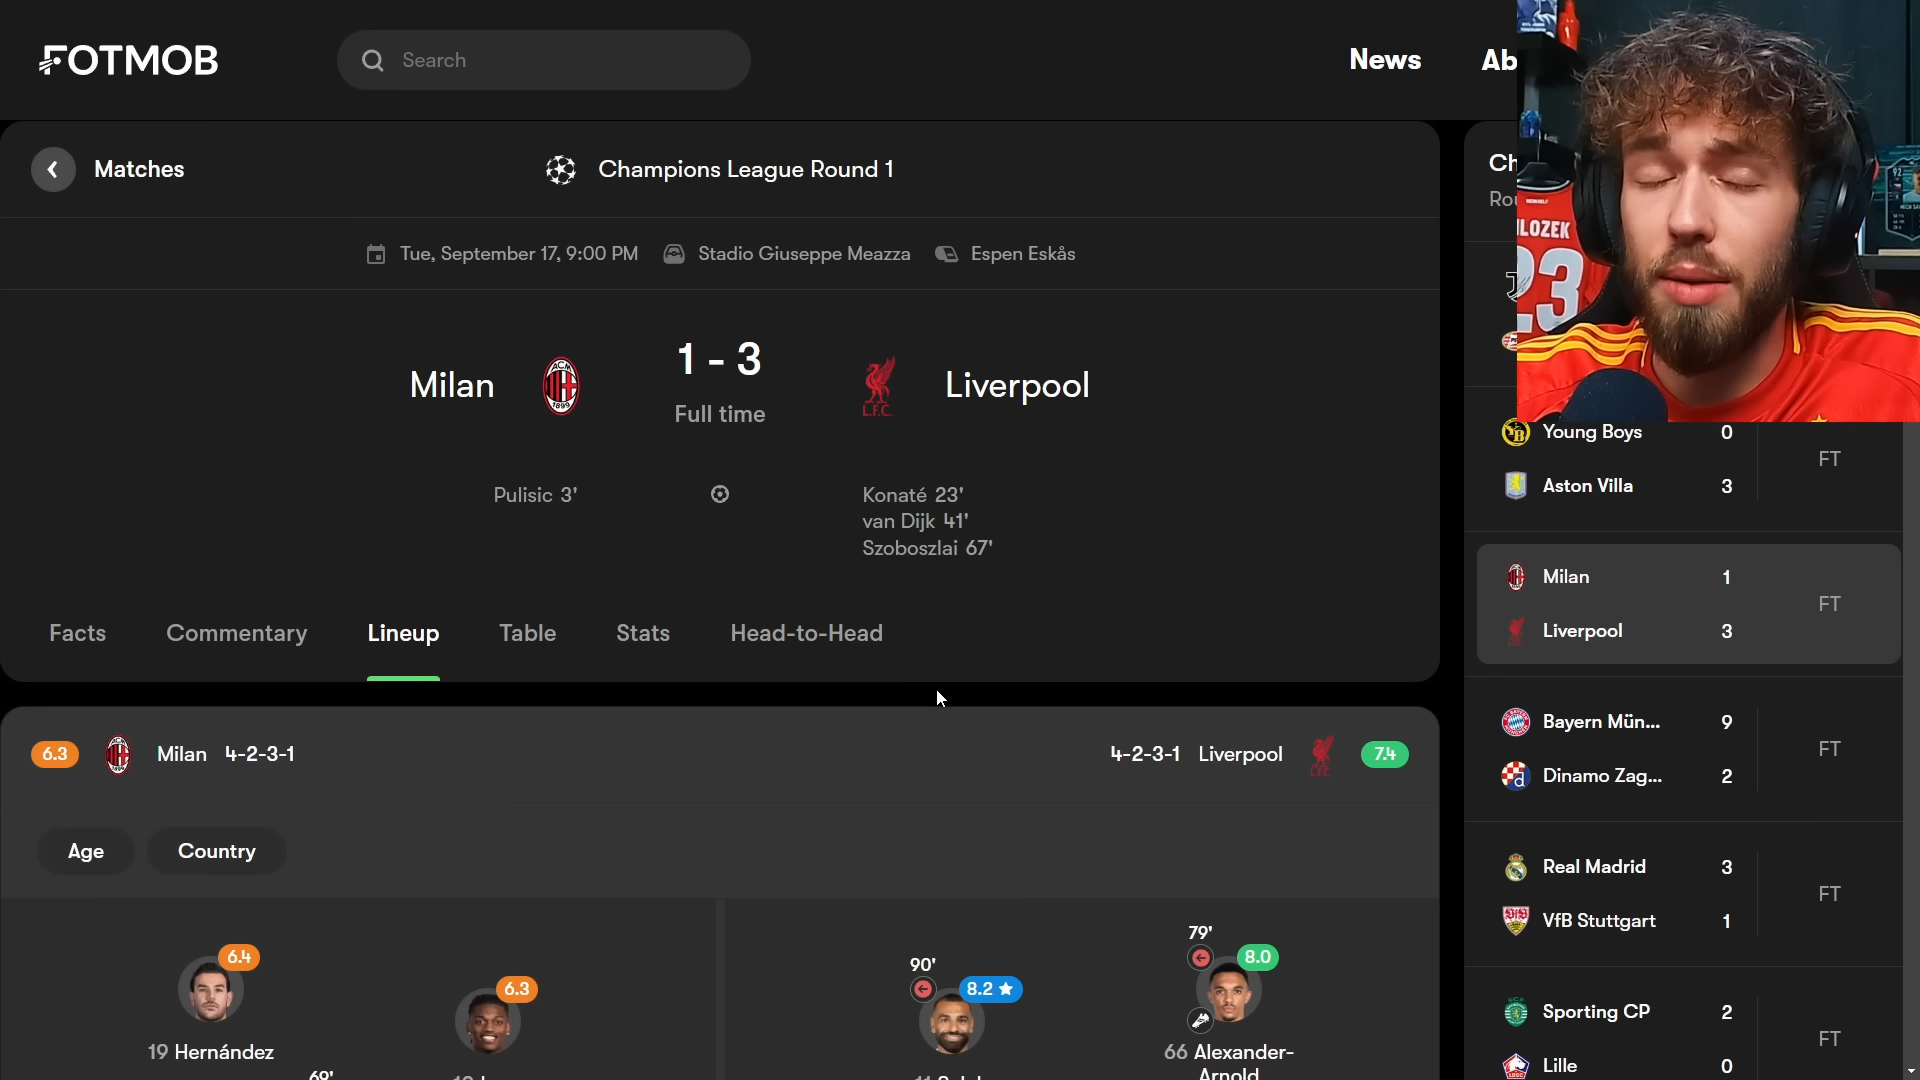 FOTMOB
Search
News
Ab
Matches
Champions League Round 1
Tue, September 17, 9:00 PM
Stadio Giuseppe Meazza
Espen Eskås
Milan
1 - 3
Full time
Liverpool
Pulisic 3'
Konaté 23'
van Dijk 41'
Szoboszlai 67'
Facts
Commentary
Lineup
Table
Stats
Head-to-Head
6.3
Milan 4-2-3-1
4-2-3-1 Liverpool
7.4
Age
Country
6.4
19 Hernández
6.3
69'
90'
8.2
79'
8.0
66 Alexander-
Arnold
Ch
Rou
LOZEK
23
92
Young Boys 0
Aston Villa 3
FT
Milan 1
Liverpool 3
FT
Bayern Mün... 9
Dinamo Zag... 2
FT
Real Madrid 3
VfB Stuttgart 1
FT
Sporting CP 2
Lille 0
FT